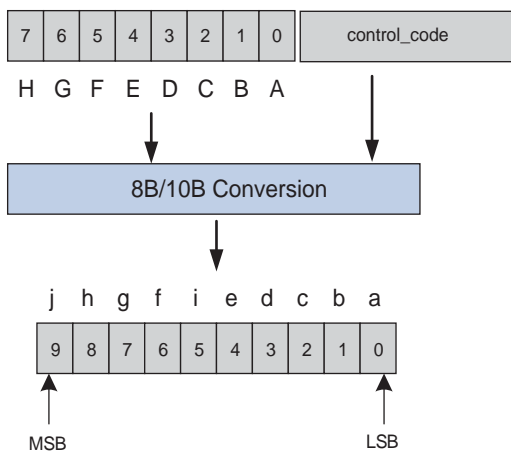 7 6 5 4 3 2 1 0 control_code
H G F E D C B A
8B/10B Conversion
j h g f i e d c b a
9 8 7 6 5 4 3 2 1 0
MSB LSB